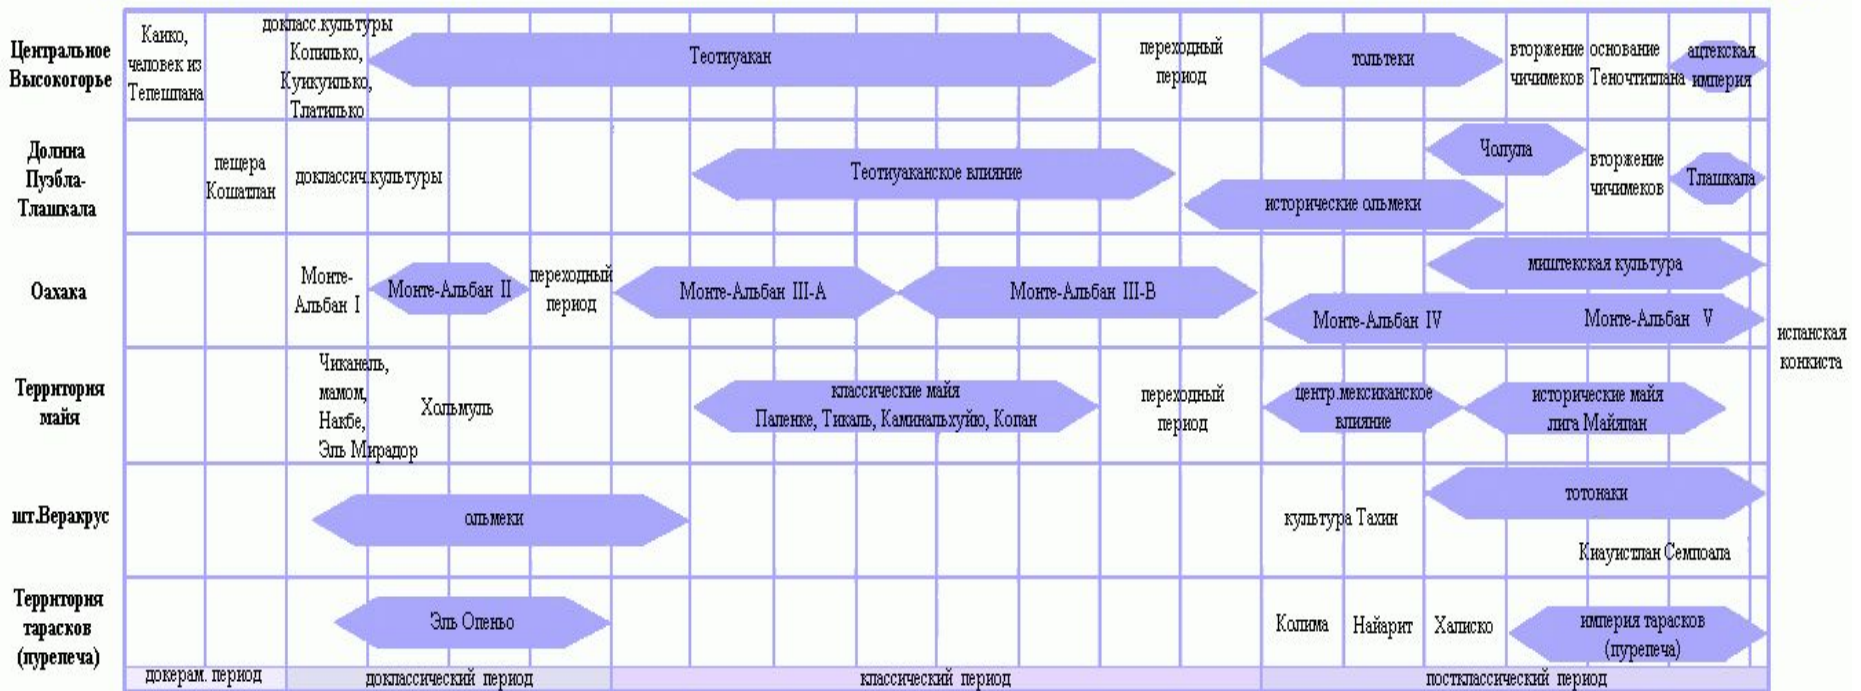 Центральное
Высокогорье
Каико,
человек из
Тепешпана
докласс.культуры
Копилько,
Куикуилько,
Тлатилько
Теотиуакан
переходный
период
тольтеки
вторжение
чичимеков
основание
Теночтитлана
ацтекская
империя
Долина
Пуэбла-
Тлашкала
пещера
Кошатлан
доклассич.культуры
Теотиуаканское влияние
исторические ольмеки
Чолула
вторжение
чичимеков
Тлашкала
Оахака
Монте-
Альбан I
Монте-Альбан II
переходный
период
Монте-Альбан III-А
Монте-Альбан III-В
миштекская культура
Монте-Альбан IV
Монте-Альбан V
испанская
конкиста
Территория
майя
Чиканель,
мамом,
Накбе,
Эль Мирадор
Хольмуль
классические майя
Паленке, Тикаль, Каминальхуйю, Копан
переходный
период
центр.мексиканское
влияние
исторические майя
лига Майяпан
шт.Веракрус
ольмеки
культура Тахин
тотонаки
Киауистлан Семпоала
Территория
тарасков
(пурепеча)
Эль Опеньо
Колима
Найарит
Халиско
империя тарасков
(пурепеча)
докерам. период
доклассический период
классический период
постклассический период